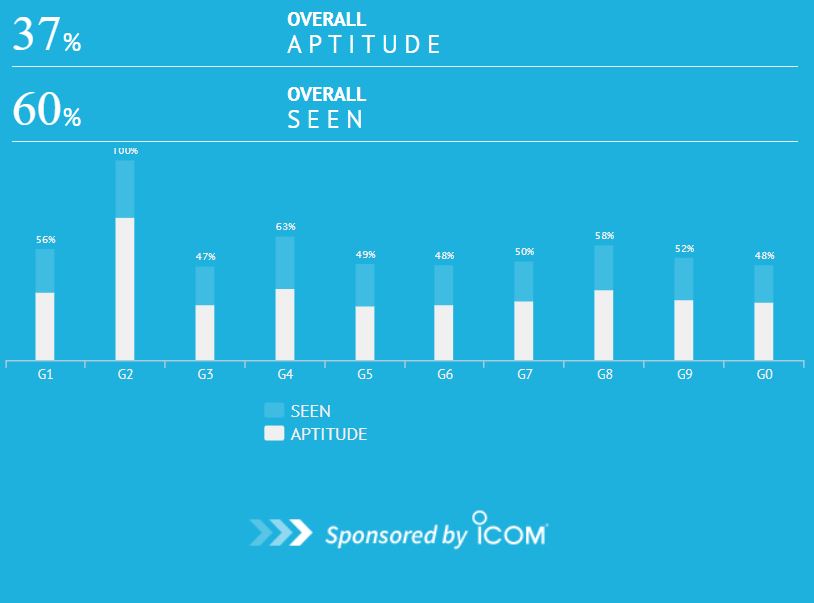 37%
OVERALL
APTITUDE
60%
OVERALL
SEEN
100%
56%
47%
63%
49%
48%
50%
58%
52%
48%
G1 G2 G3 G4 G5 G6 G7 G8 G9 G0
SEEN
APTITUDE
Sponsored by ICOM